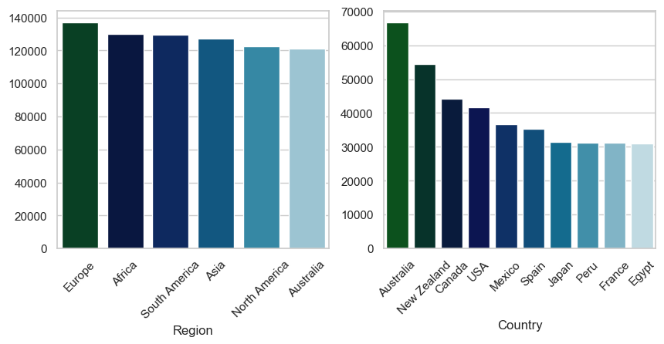 140000
120000
100000
80000
60000
40000
20000
0
Europe
Africa
South America
Asia
North America
Australia
Region
70000
60000
50000
40000
30000
20000
10000
0
Australia
New Zealand
Canada
USA
Mexico
Spain
Japan
Peru
France
Egypt
Country